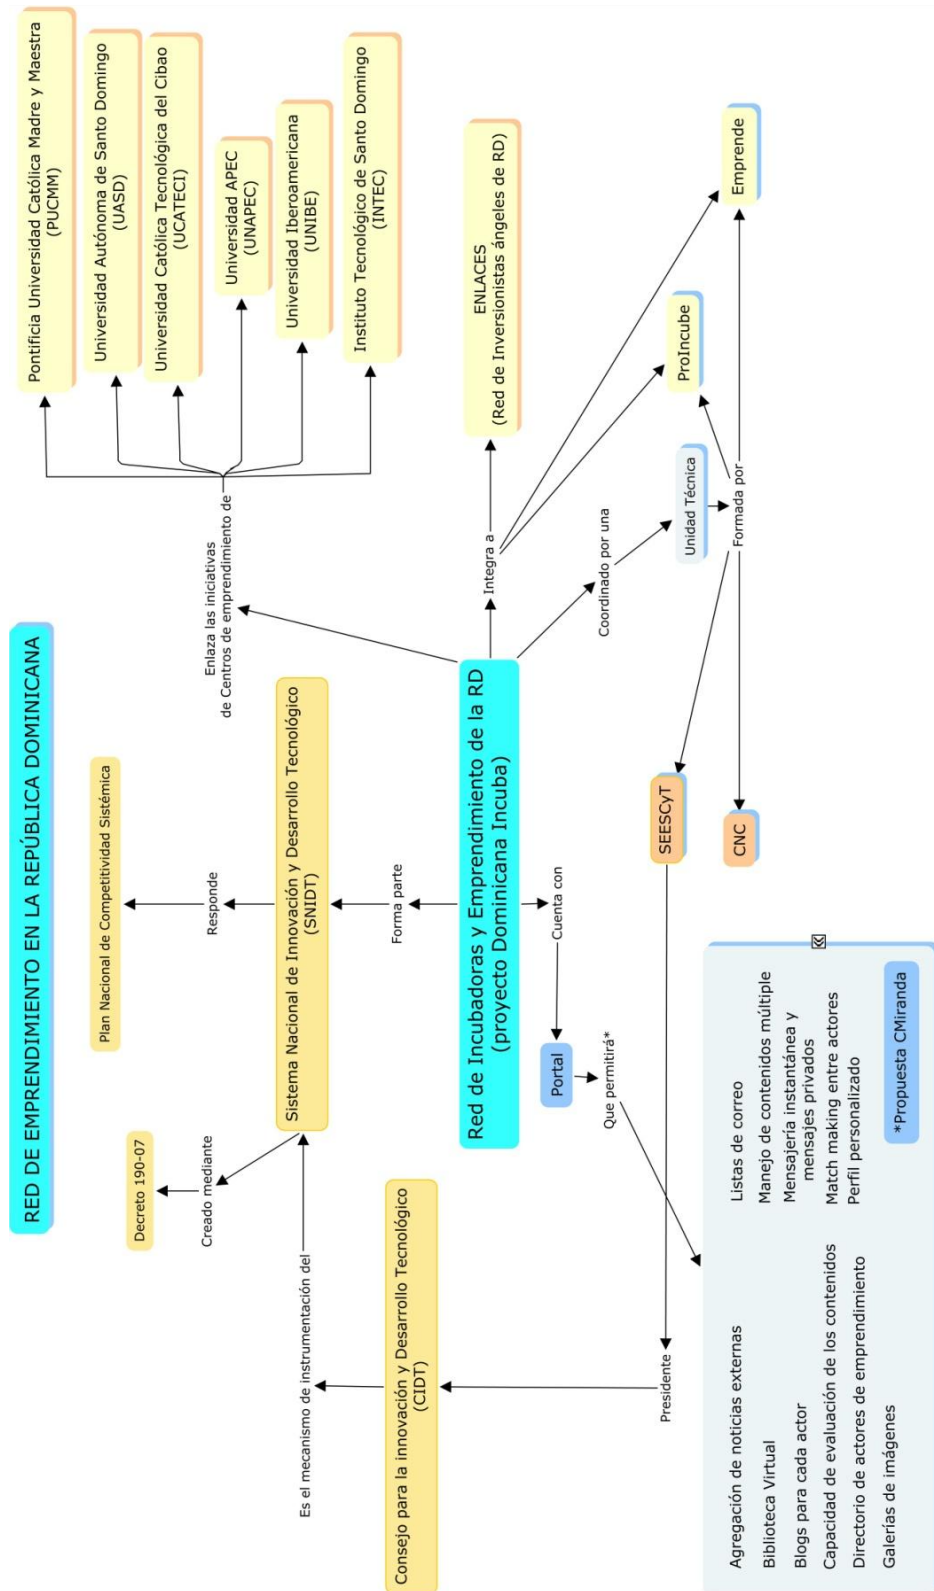 RED DE EMPRENDIMIENTO EN LA REPÚBLICA DOMINICANA
Decreto 190-07
Plan Nacional de Competitividad Sistémica
Creado mediante
Responde
Sistema Nacional de Innovación y Desarrollo Tecnológico
(SNIDT)
Es el mecanismo de instrumentación del
Consejo para la innovación y Desarrollo Tecnológico
(CIDT)
Forma parte
Enlaza las iniciativas
de Centros de emprendimiento de
Pontificia Universidad Católica Madre y Maestra
(PUCMM)
Universidad Autónoma de Santo Domingo
(UASD)
Universidad Católica Tecnológica del Cibao
(UCATECI)
Universidad APEC
(UNAPEC)
Universidad Iberoamericana
(UNIBE)
Instituto Tecnológico de Santo Domingo
(INTEC)
Red de Incubadoras y Emprendimiento de la RD
(proyecto Dominicana Incuba)
Integra a
ENLACES
(Red de Inversionistas ángeles de RD)
Cuenta con
Portal
Que permitirá*
Coordinado por una
Unidad Técnica
ProIncube
Emprende
Formada por
SEESCyT
CNC
Presidente
Agregación de noticias externas
Biblioteca Virtual
Blogs para cada actor
Capacidad de evaluación de los contenidos
Directorio de actores de emprendimiento
Galerías de imágenes
Listas de correo
Manejo de contenidos múltiple
Mensajería instantánea y
mensajes privados
Match making entre actores
Perfil personalizado
*Propuesta CMiranda